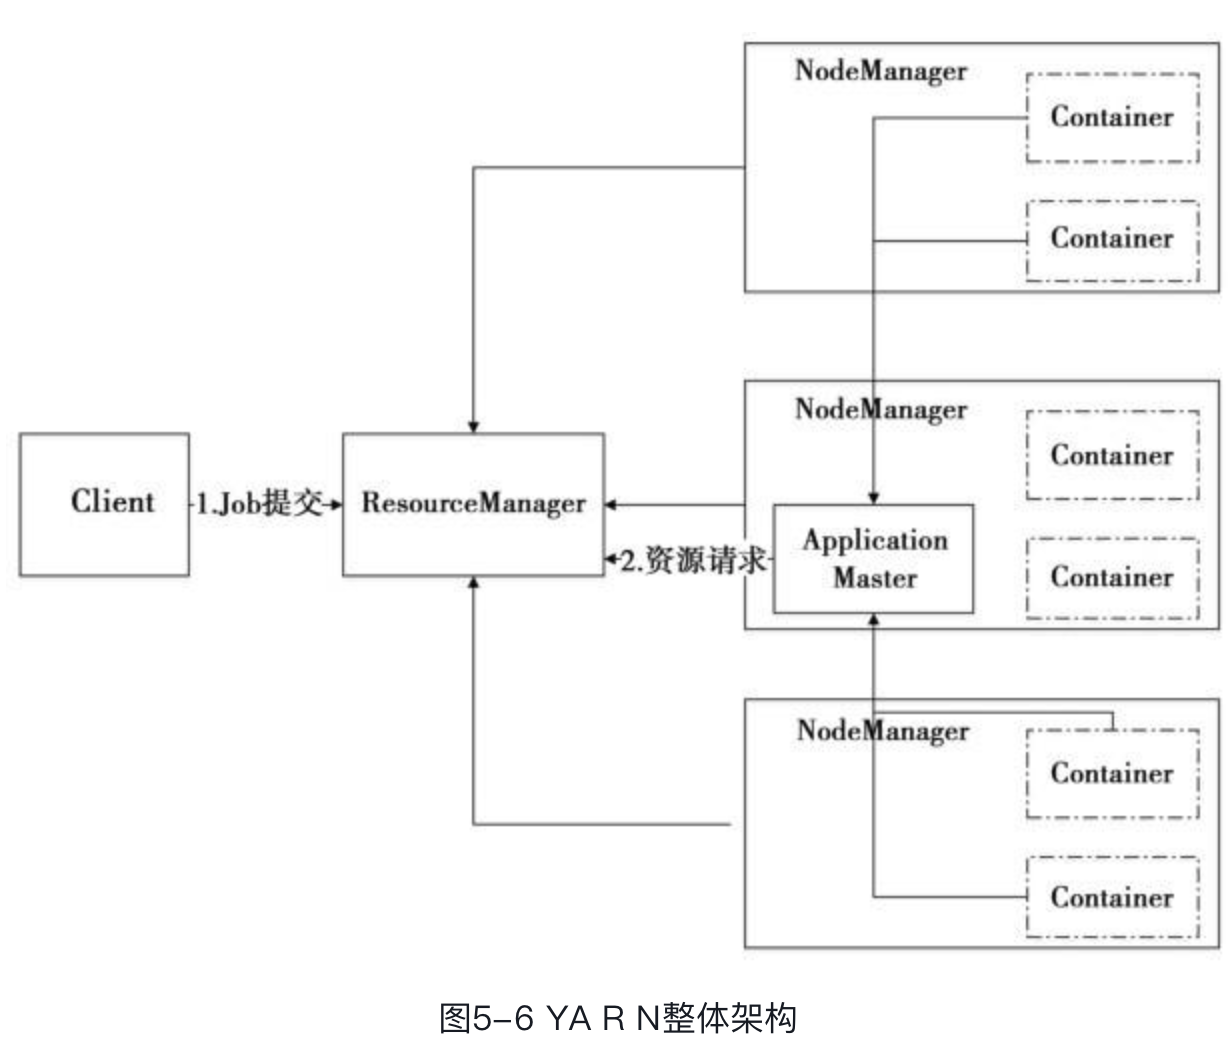 NodeManager
Container
Container
NodeManager
Container
Client
1.Job提交
ResourceManager
Application
Master
2.资源请求
Container
NodeManager
Container
Container
图5-6 YA R N整体架构